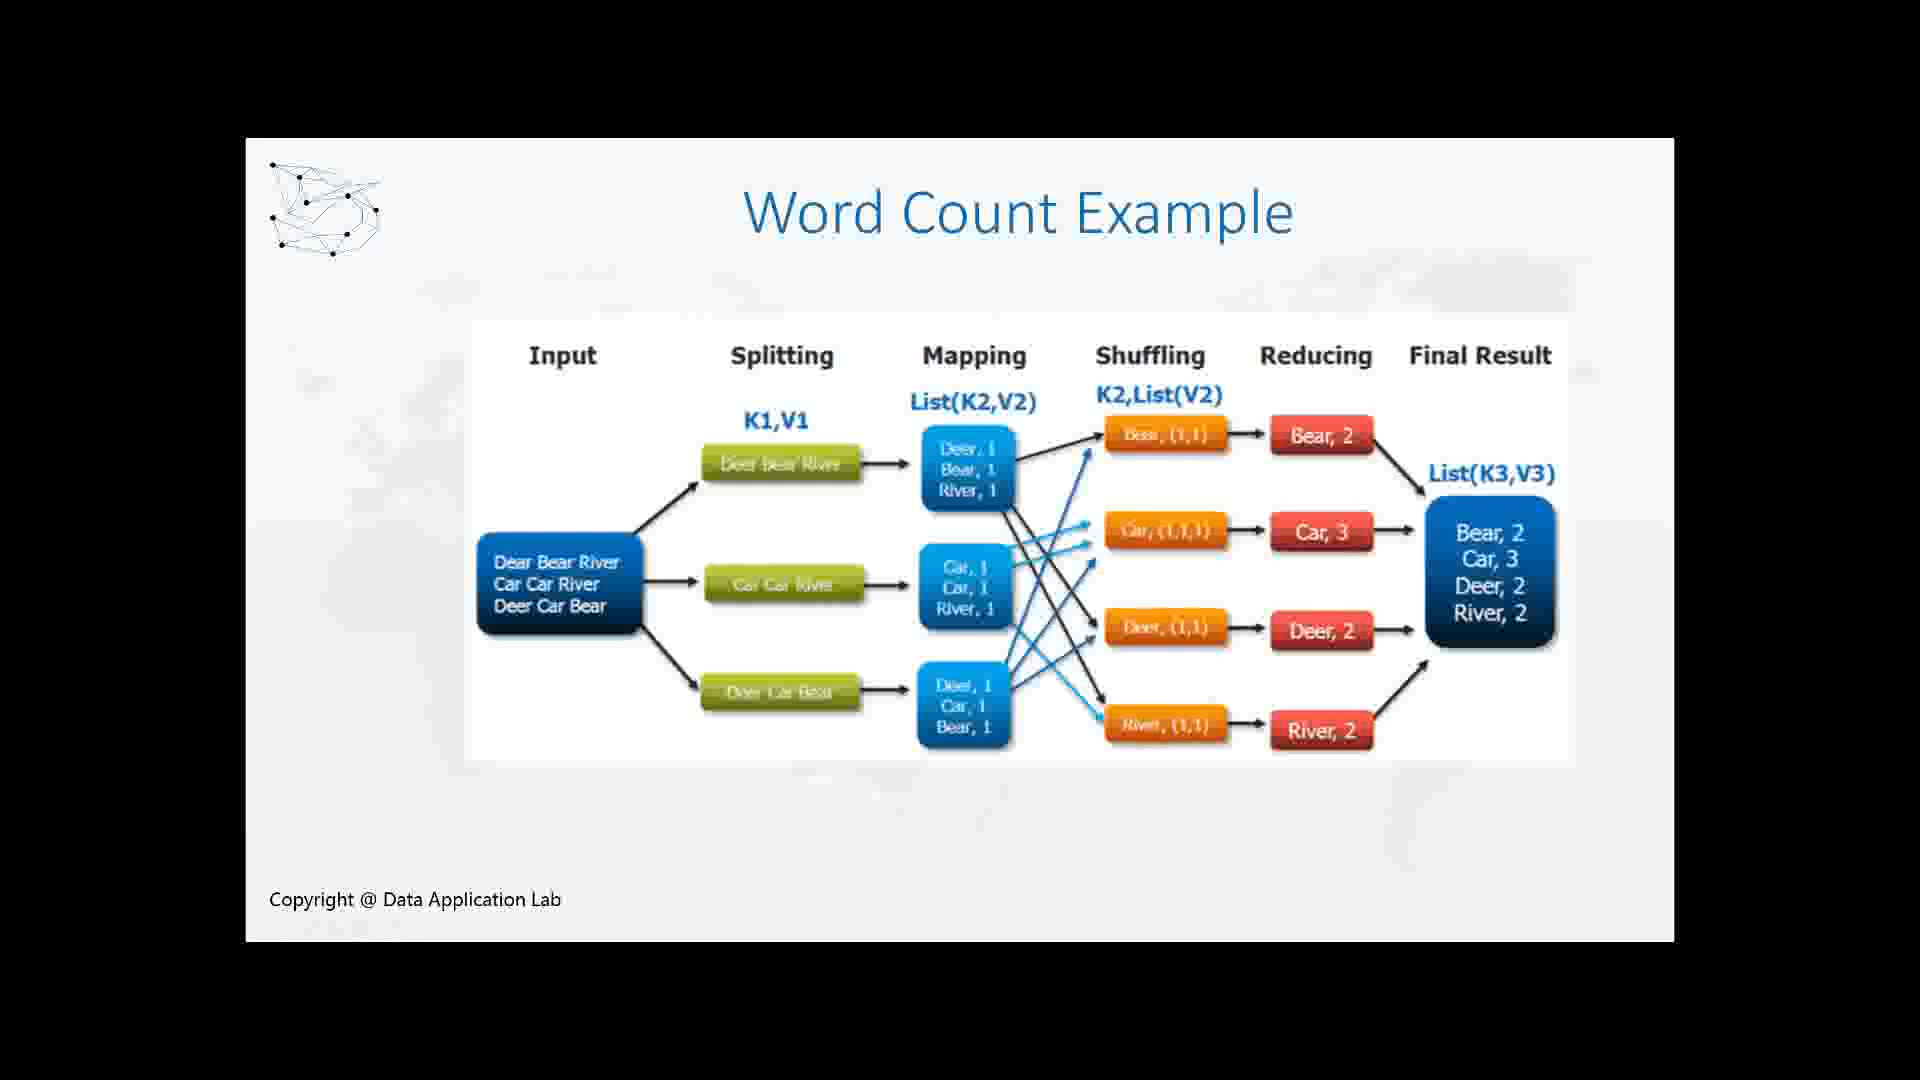 Word Count Example
Input
Splitting
Mapping
Shuffling
Reducing
Final Result
K1,V1
List(K2,V2)
K2,List(V2)
List(K3,V3)
Dear Bear River
Car Car River
Deer Car Bear
Deer Bear River
Car Car River
Deer Car Bear
Deer, 1
Bear, 1
River, 1
Car, 1
Car, 1
River, 1
Deer, 1
Car, 1
Bear, 1
Bear, (1,1)
Car, (1,1,1)
Deer, (1,1)
River, (1,1)
Bear, 2
Car, 3
Deer, 2
River, 2
Bear, 2
Car, 3
Deer, 2
River, 2
Copyright @ Data Application Lab